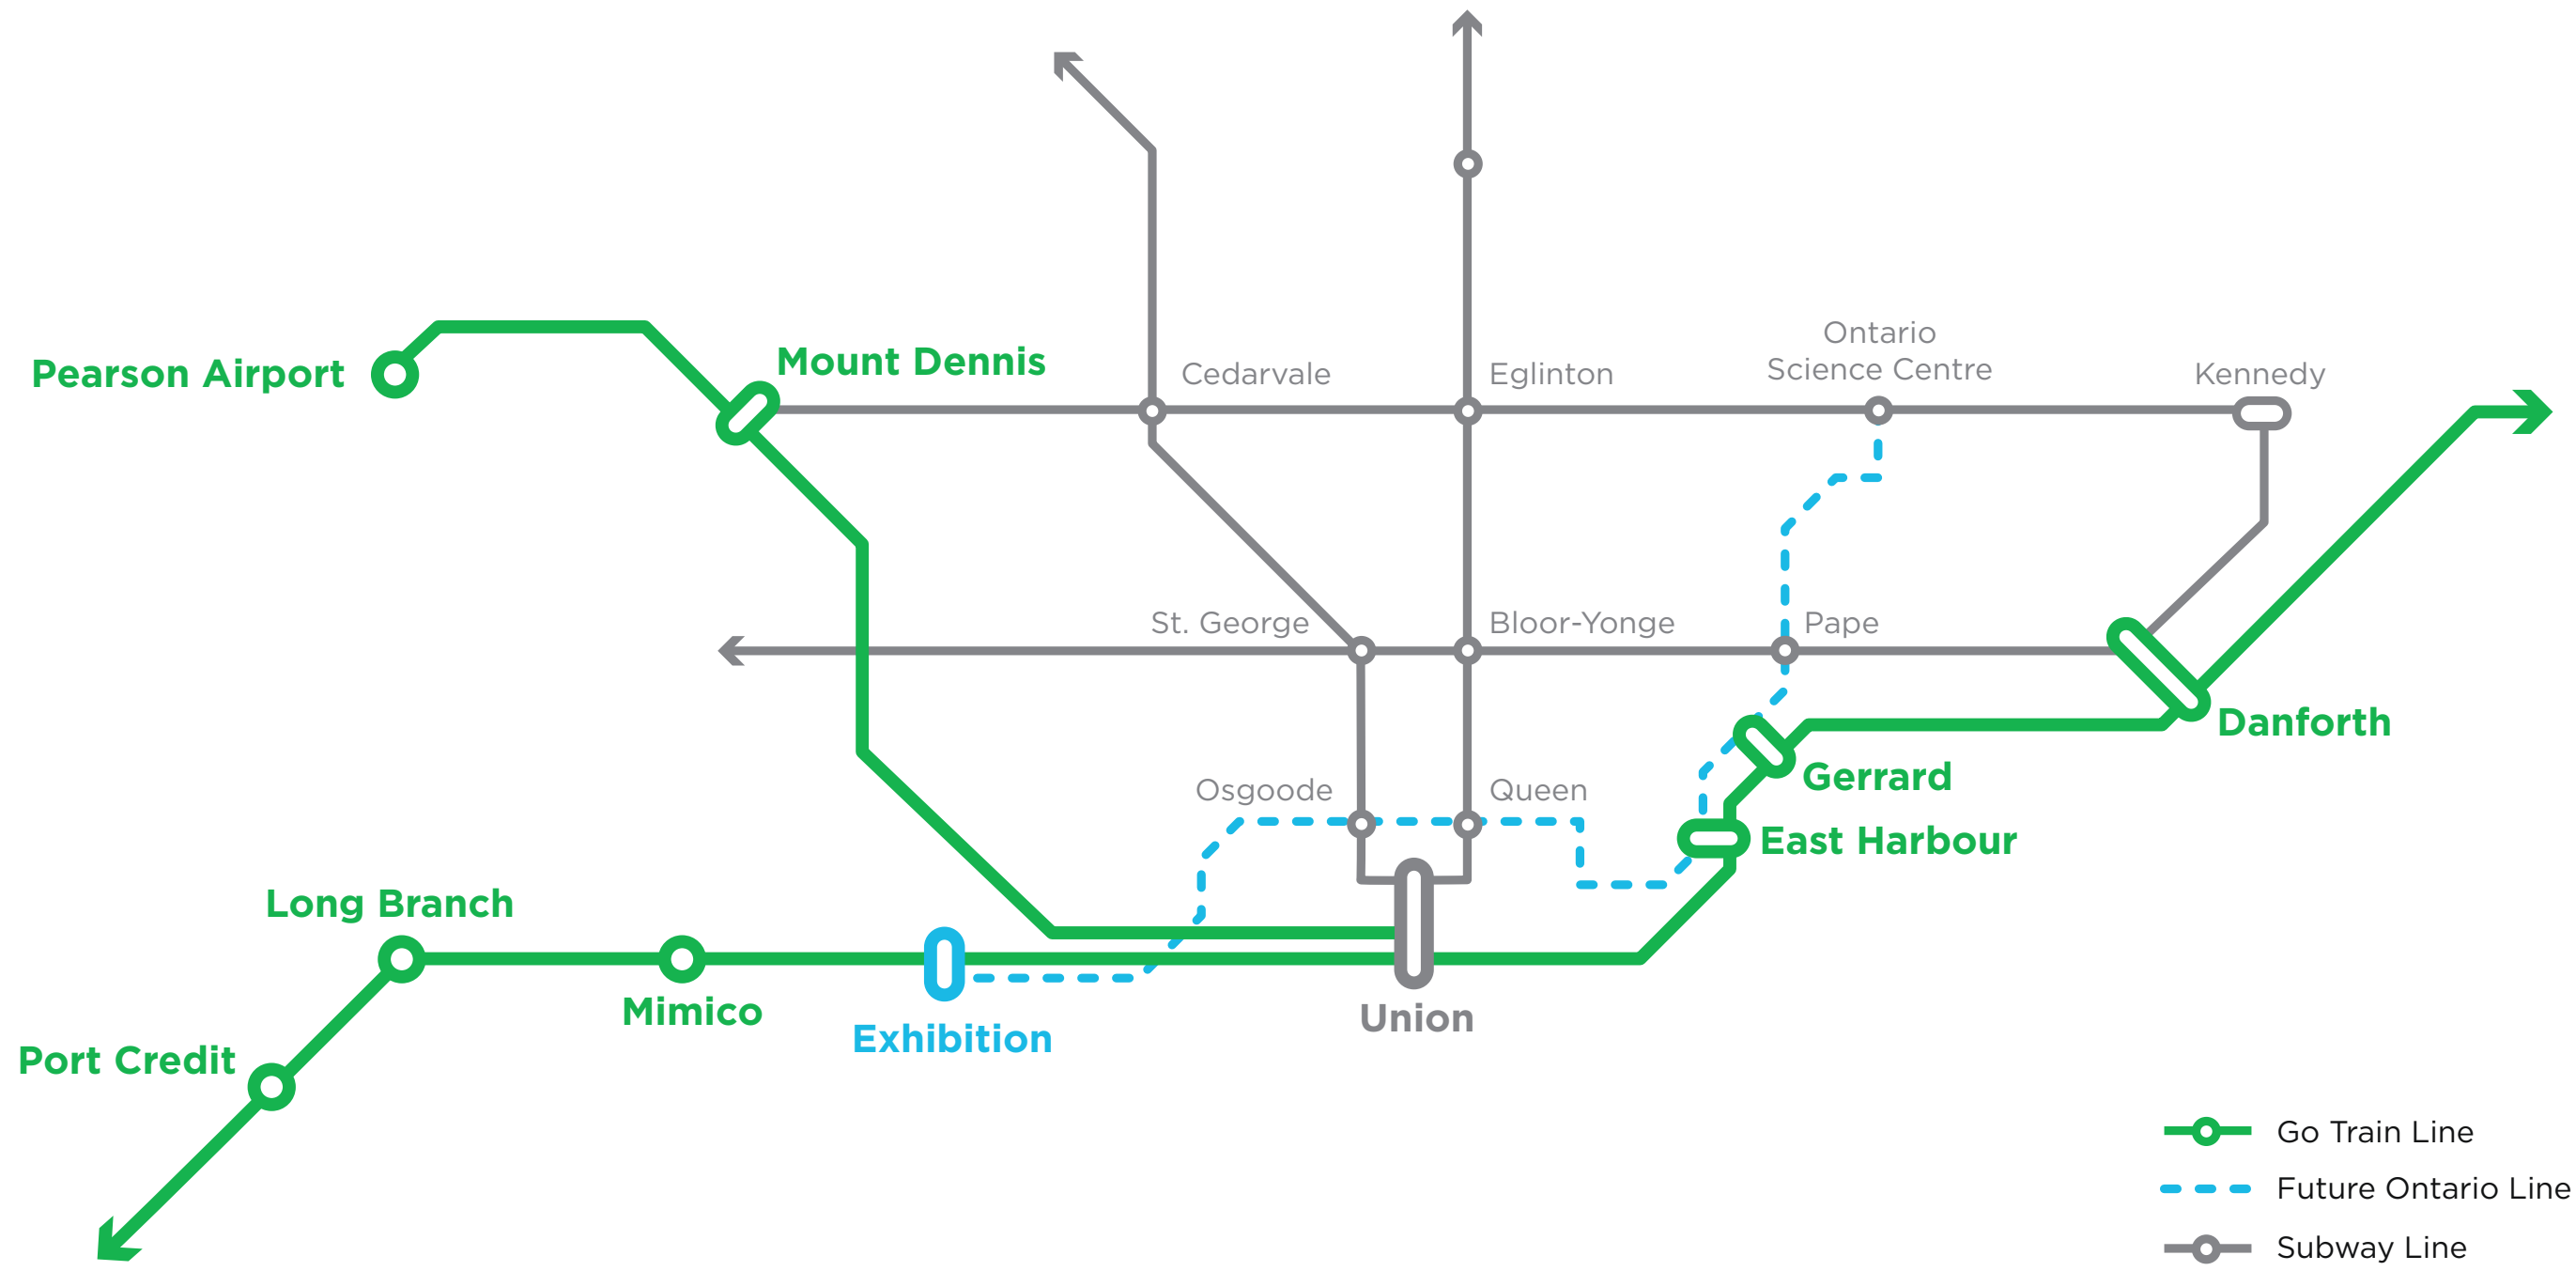 Ontario
Science Centre
Pearson Airport
Mount Dennis
Cedarvale
Eglinton
Kennedy
St. George
Bloor-Yonge
Pape
Danforth
Gerrard
Osgoode
Queen
East Harbour
Long Branch
Mimico
Exhibition
Union
Port Credit
Go Train Line
Future Ontario Line
Subway Line